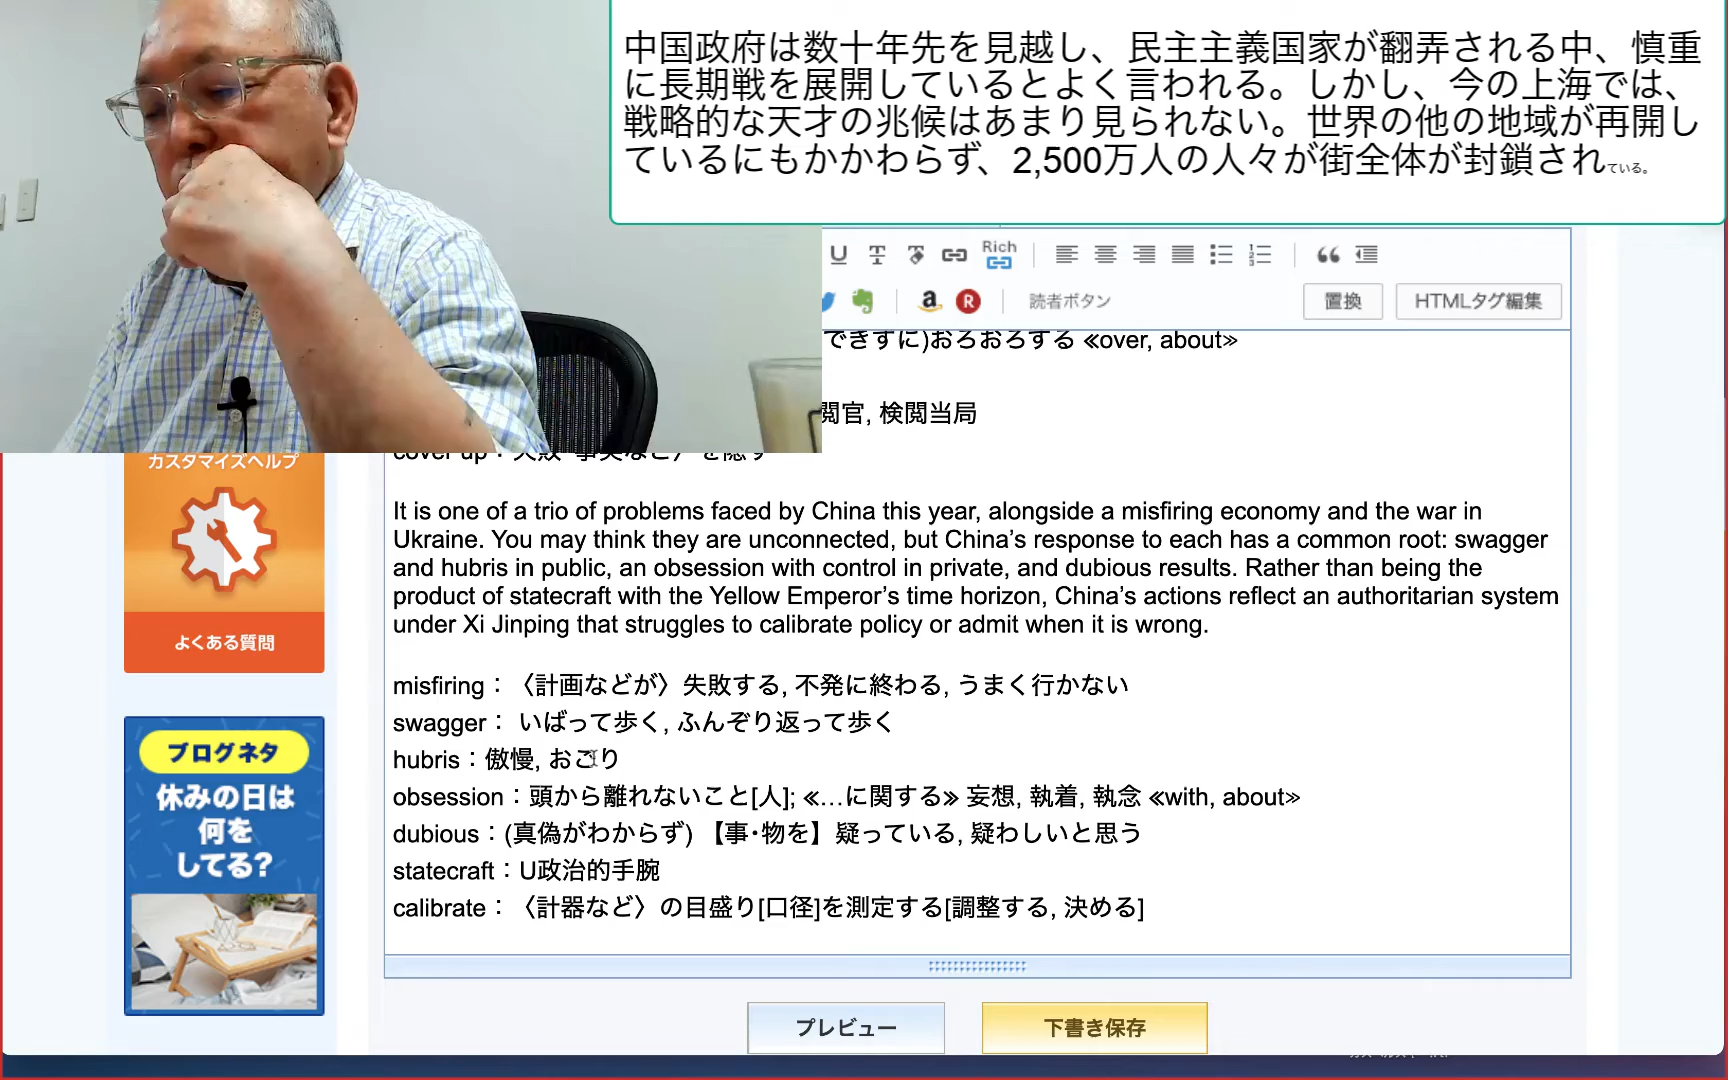 中国政府は数十年先を見越し、民主主義国家が翻弄される中、慎重
に長期戦を展開しているとよく言われる。しかし、今の上海では、
戦略的な天才の兆候はあまり見られない。世界の他の地域が再開し
ているにもかかわらず、2,500万人の人々が街全体が封鎖されている。
Rich
読者ボタン
置換
HTMLタグ編集
できずに)おろおろする ≪over, about≫
閲官, 検閲当局
カスタマイズヘルプ
It is one of a trio of problems faced by China this year, alongside a misfiring economy and the war in
Ukraine. You may think they are unconnected, but China’s response to each has a common root: swagger
and hubris in public, an obsession with control in private, and dubious results. Rather than being the
product of statecraft with the Yellow Emperor’s time horizon, China’s actions reflect an authoritarian system
under Xi Jinping that struggles to calibrate policy or admit when it is wrong.
よくある質問
misfiring：〈計画などが〉失敗する, 不発に終わる, うまく行かない
swagger： いばって歩く, ふんぞり返って歩く
hubris：傲慢, おごり
obsession：頭から離れないこと[人]; ≪…に関する≫ 妄想, 執着, 執念 ≪with, about≫
dubious：(真偽がわからず) 【事･物を】疑っている, 疑わしいと思う
statecraft：U政治的手腕
calibrate：〈計器など〉の目盛り[口径]を測定する[調整する, 決める]
ブログネタ
休みの日は
何を
してる?
プレビュー
下書き保存